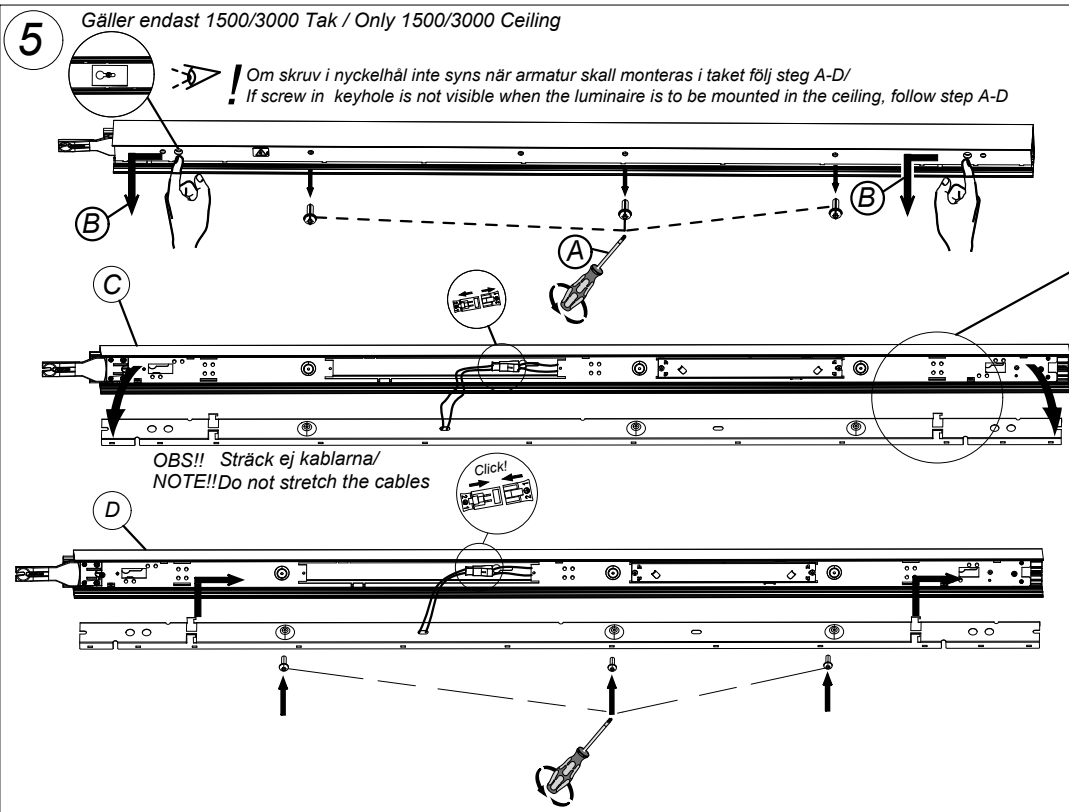 5
Gäller endast 1500/3000 Tak / Only 1500/3000 Ceiling
! Om skruv i nyckelhål inte syns när armatur skall monteras i taket följ steg A-D/
If screw in keyhole is not visible when the luminaire is to be mounted in the ceiling, follow step A-D
B
B
A
C
OBS!! Sträck ej kablarna/
NOTE!! Do not stretch the cables
Click!
D